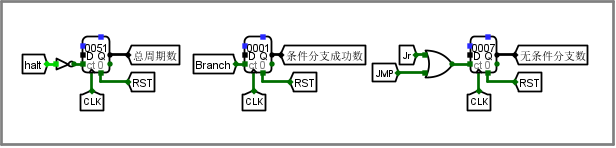 halt
0051
D Q
ct 0
总周期数
RST
CLK
Branch
0001
D Q
ct 0
条件分支成功数
RST
CLK
Jr
JMP
0007
D Q
ct 0
无条件分支数
RST
CLK